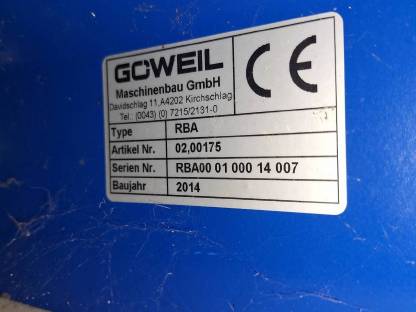 GÖWEIL
Maschinenbau GmbH
Davidschlag 11, A4202 Kirchschlag
Tel.: (0043) (0) 7215/2131-0
CE
Type RBA
Artikel Nr. 02,00175
Serien Nr. RBA00 01 000 14 007
Baujahr 2014